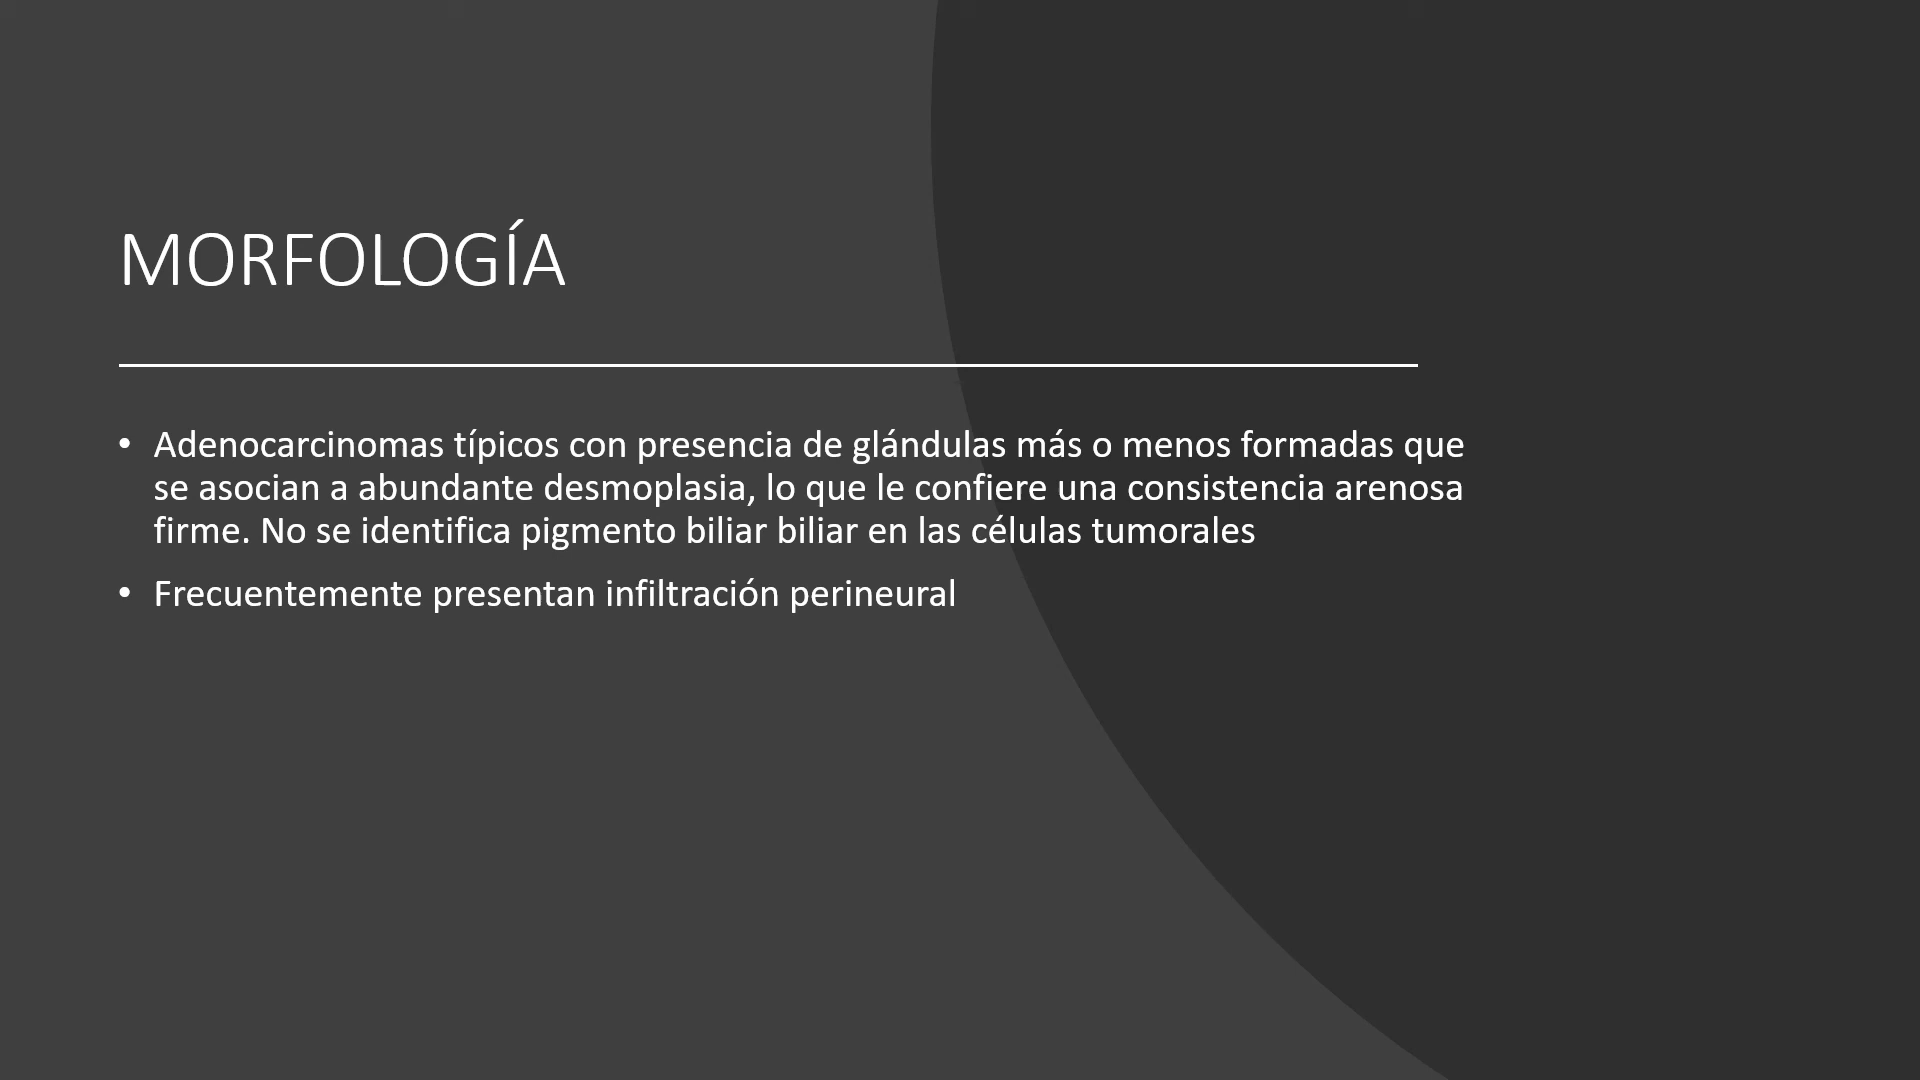 MORFOLOGÍA
• Adenocarcinomas típicos con presencia de glándulas más o menos formadas que
se asocian a abundante desmoplasia, lo que le confiere una consistencia arenosa
firme. No se identifica pigmento biliar biliar en las células tumorales
• Frecuentemente presentan infiltración perineural